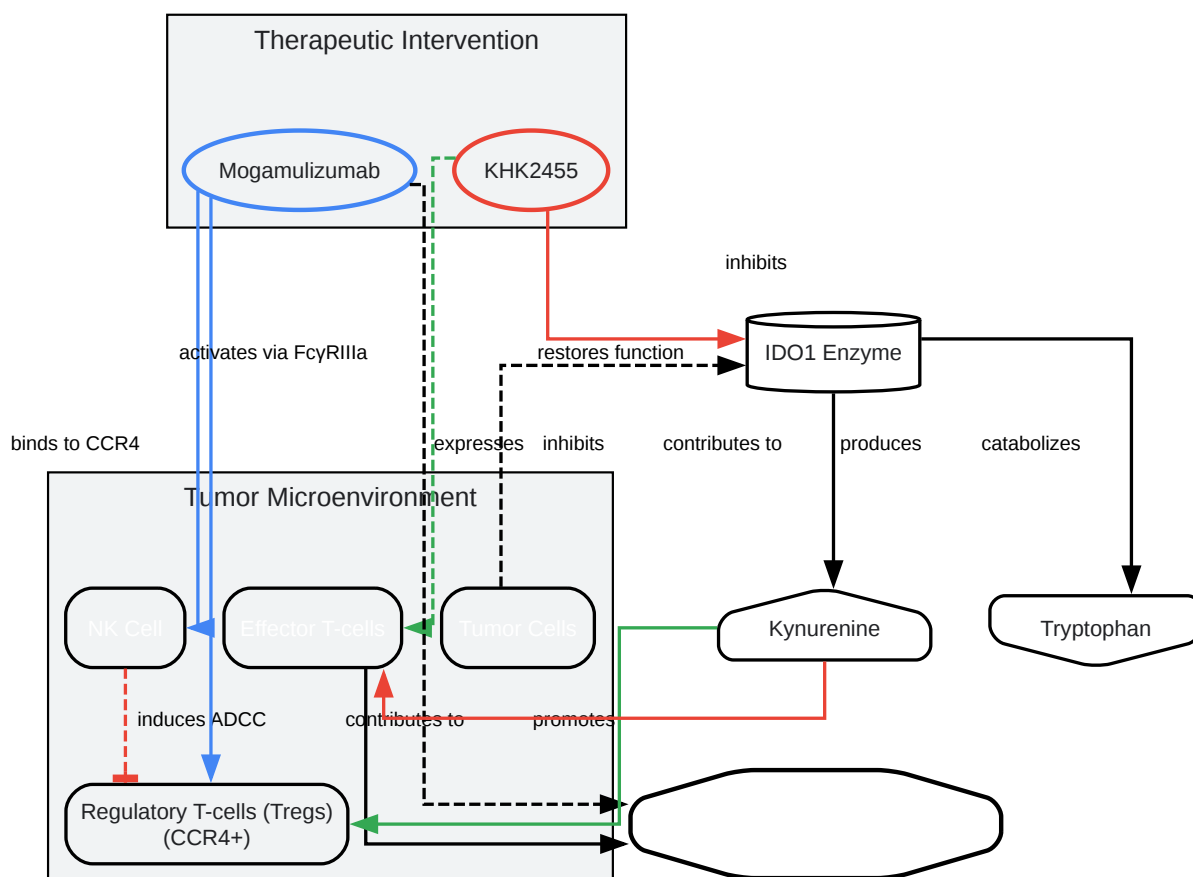 Therapeutic Intervention
Mogamulizumab
KHK2455
inhibits
activates via FcγRIIIa
restores function
IDO1 Enzyme
binds to CCR4
expresses
inhibits
contributes to
produces
catabolizes
Tumor Microenvironment
NK Cell
Effector T-cells
Tumor Cells
Kynurenine
Tryptophan
induces ADCC
contributes to
promotes
Regulatory T-cells (Tregs)
(CCR4+)